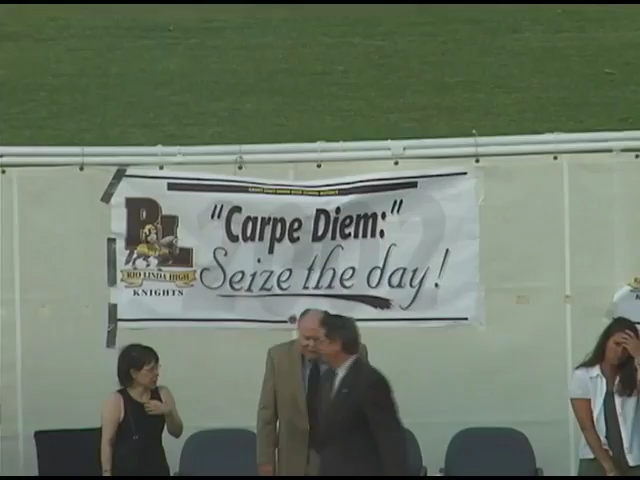 "Carpe Diem:"
Seize the day!
RL
RIO LINDA HIGH
KNIGHTS